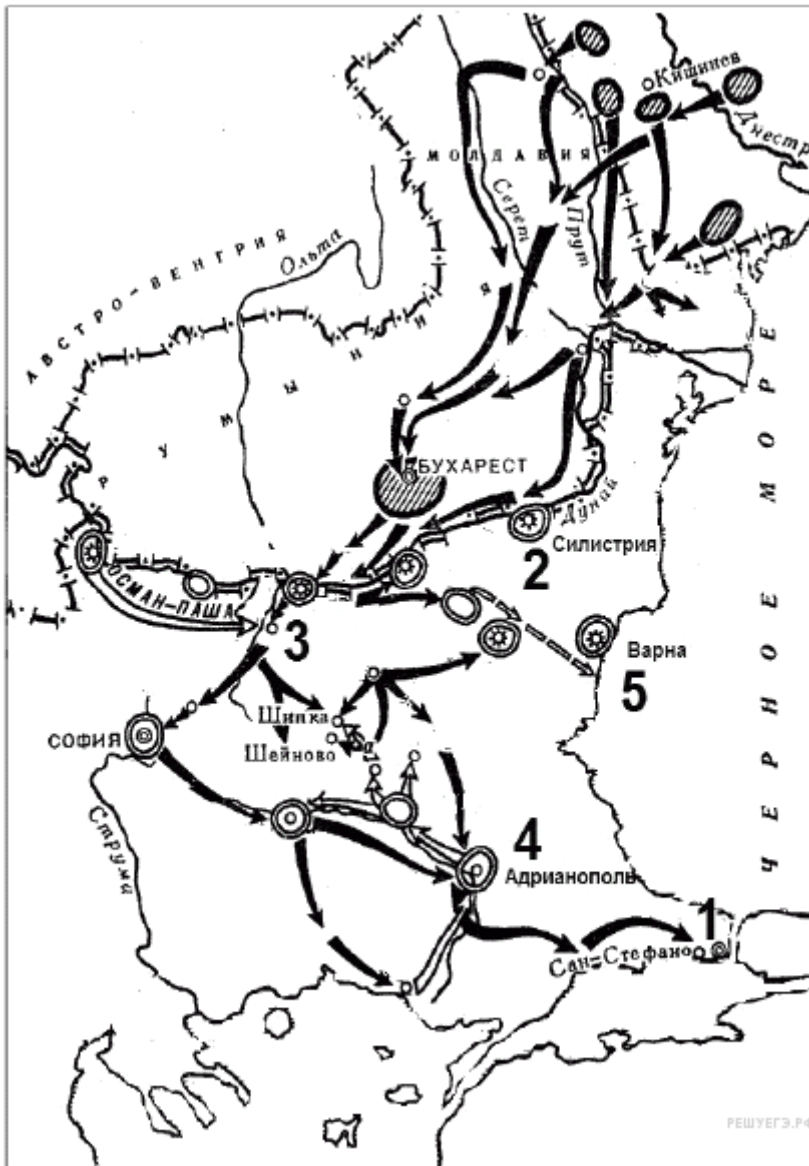 Кишинев
Днестр
МОЛДАВИЯ
Серет
Прут
АВСТРО-ВЕНГРИЯ
Ольта
РУМЫНИЯ
БУХАРЕСТ
Дунай
Силистрия
2
ОСМАН-ПАША
3
Варна
5
ЧЕРНОЕ МОРЕ
Шипка
СОФИЯ
Шейново
Струма
4
Адрианополь
1
Сан-Стефано
РЕШУЕГЭ.РФ